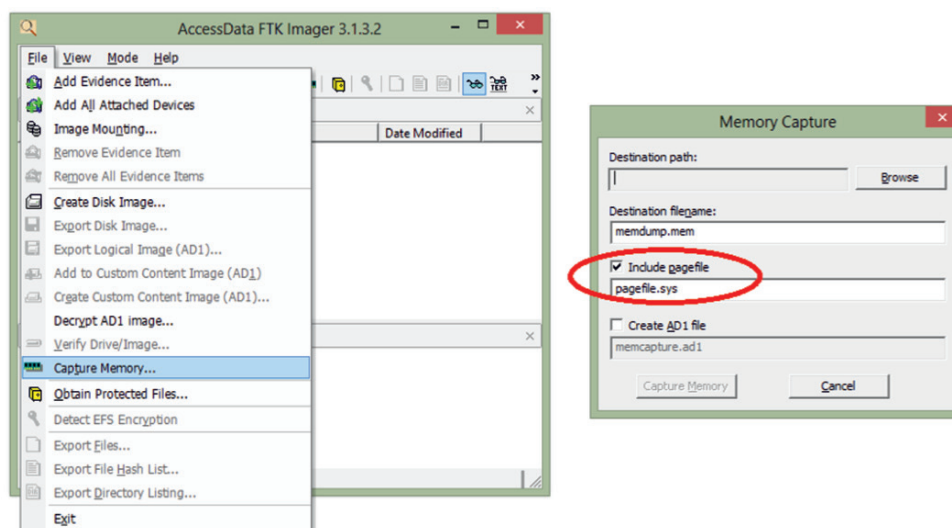 AccessData FTK Imager 3.1.3.2
File View Mode Help
Add Evidence Item...
Add All Attached Devices
Image Mounting...
Remove Evidence Item
Remove All Evidence Items
Create Disk Image...
Export Disk Image...
Export Logical Image (AD1)...
Add to Custom Content Image (AD1)
Create Custom Content Image (AD1)...
Decrypt AD1 image...
Verify Drive/Image...
Capture Memory...
Obtain Protected Files...
Detect EFS Encryption
Export Files...
Export File Hash List...
Export Directory Listing...
Exit
TEXT
Date Modified
Memory Capture
Destination path:
Browse
Destination filename:
memdump.mem
Include pagefile
pagefile.sys
Create AD1 file
memcapture.ad1
Capture Memory Cancel